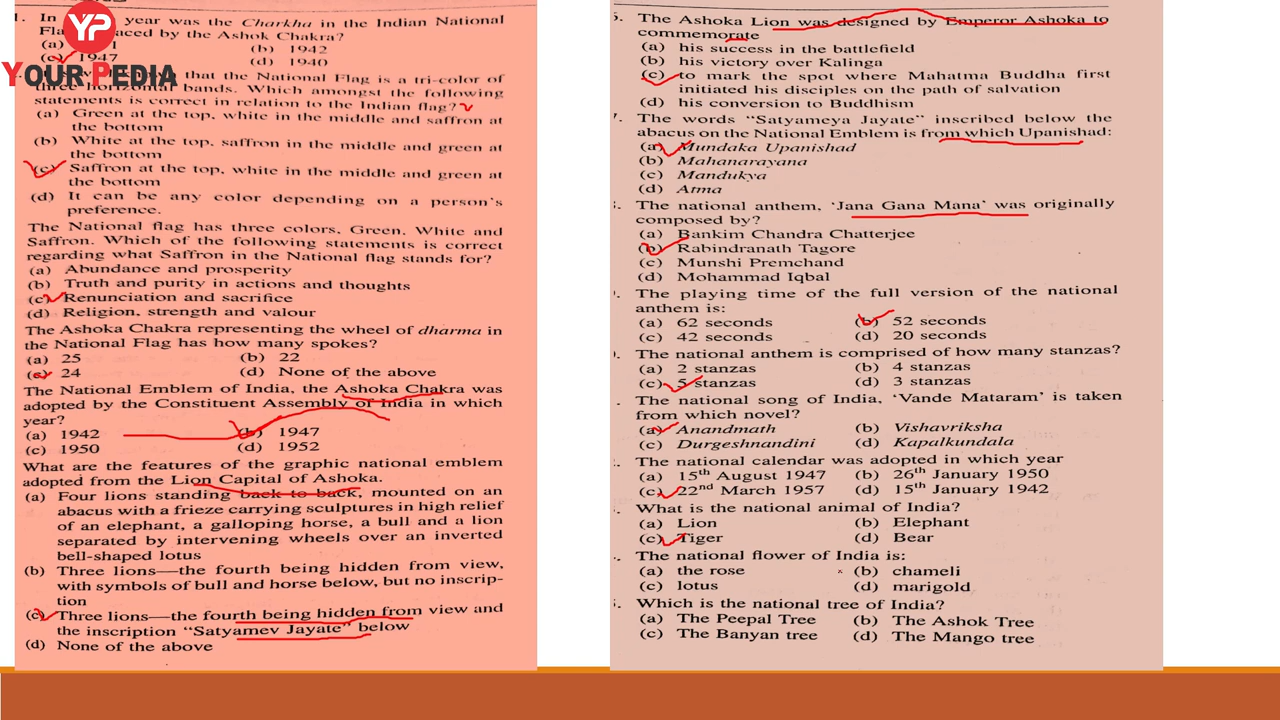 YP
YOUR PEDIA
1. In year was the Charkha in the Indian National
placed by the Ashok Chakra?
(a) (b) 1942
(c) 1947 (d) 1940
that the National Flag is a tri-color of
three horizontal bands. Which amongst the following
statements is correct in relation to the Indian flag?
(a) Green at the top, white in the middle and saffron at
the bottom
(b) White at the top, saffron in the middle and green at
the bottom
(c) Saffron at the top, white in the middle and green at
the bottom
(d) It can be any color depending on a person's
preference.
The National flag has three colors, Green, White and
Saffron. Which of the following statements is correct
regarding what Saffron in the National flag stands for?
(a) Abundance and prosperity
(b) Truth and purity in actions and thoughts
(c) Renunciation and sacrifice
(d) Religion, strength and valour
The Ashoka Chakra representing the wheel of dharma in
the National Flag has how many spokes?
(a) 25 (b) 22
(c) 24 (d) None of the above
The National Emblem of India, the Ashoka Chakra was
adopted by the Constituent Assembly of India in which
year?
(a) 1942 (b) 1947
(c) 1950 (d) 1952
What are the features of the graphic national emblem
adopted from the Lion Capital of Ashoka.
(a) Four lions standing back to back, mounted on an
abacus with a frieze carrying sculptures in high relief
of an elephant, a galloping horse, a bull and a lion
separated by intervening wheels over an inverted
bell-shaped lotus
(b) Three lions—the fourth being hidden from view,
with symbols of bull and horse below, but no inscrip-
tion
(c) Three lions—the fourth being hidden from view and
the inscription "Satyamev Jayate" below
(d) None of the above
The Ashoka Lion was designed by Emperor Ashoka to
commemorate
(a) his success in the battlefield
(b) his victory over Kalinga
(c) to mark the spot where Mahatma Buddha first
initiated his disciples on the path of salvation
(d) his conversion to Buddhism
The words "Satyameya Jayate" inscribed below the
abacus on the National Emblem is from which Upanishad:
(a) Mundaka Upanishad
(b) Mahanarayana
(c) Mandukya
(d) Atma
The national anthem, 'Jana Gana Mana' was originally
composed by?
(a) Bankim Chandra Chatterjee
(b) Rabindranath Tagore
(c) Munshi Premchand
(d) Mohammad Iqbal
The playing time of the full version of the national
anthem is:
(a) 62 seconds (b) 52 seconds
(c) 42 seconds (d) 20 seconds
The national anthem is comprised of how many stanzas?
(a) 2 stanzas (b) 4 stanzas
(c) 5 stanzas (d) 3 stanzas
The national song of India, 'Vande Mataram' is taken
from which novel?
(a) Anandmath (b) Vishavriksha
(c) Durgeshnandini (d) Kapalkundala
The national calendar was adopted in which year
(a) 15th August 1947 (b) 26th January 1950
(c) 22nd March 1957 (d) 15th January 1942
What is the national animal of India?
(a) Lion (b) Elephant
(c) Tiger (d) Bear
The national flower of India is:
(a) the rose (b) chameli
(c) lotus (d) marigold
Which is the national tree of India?
(a) The Peepal Tree (b) The Ashok Tree
(c) The Banyan tree (d) The Mango tree